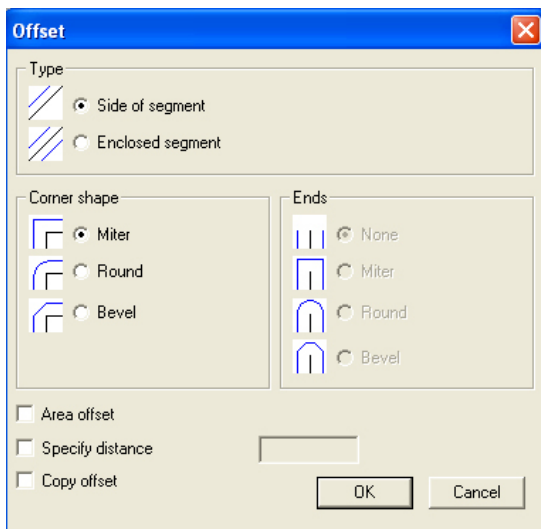 Offset
Type
Side of segment
Enclosed segment
Corner shape
Miter
Round
Bevel
Ends
None
Miter
Round
Bevel
Area offset
Specify distance
Copy offset
OK
Cancel